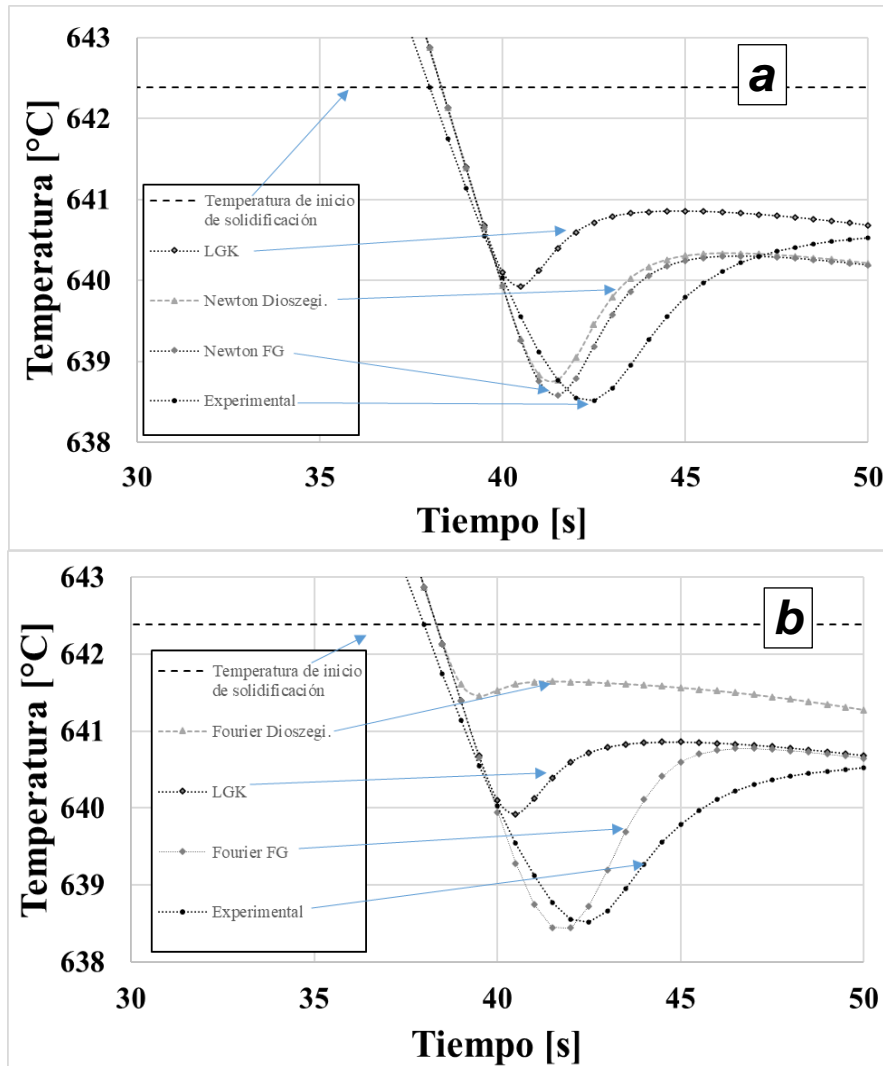 643
642
641
640
639
638
Temperatura [°C]
a
Temperatura de inicio
de solidificación
LGK
Newton Dioszegi.
Newton FG
Experimental
30
35
40
45
50
Tiempo [s]
643
642
641
640
639
638
Temperatura [°C]
b
Temperatura de inicio
de solidificación
Fourier Dioszegi.
LGK
Fourier FG
Experimental
30
35
40
45
50
Tiempo [s]